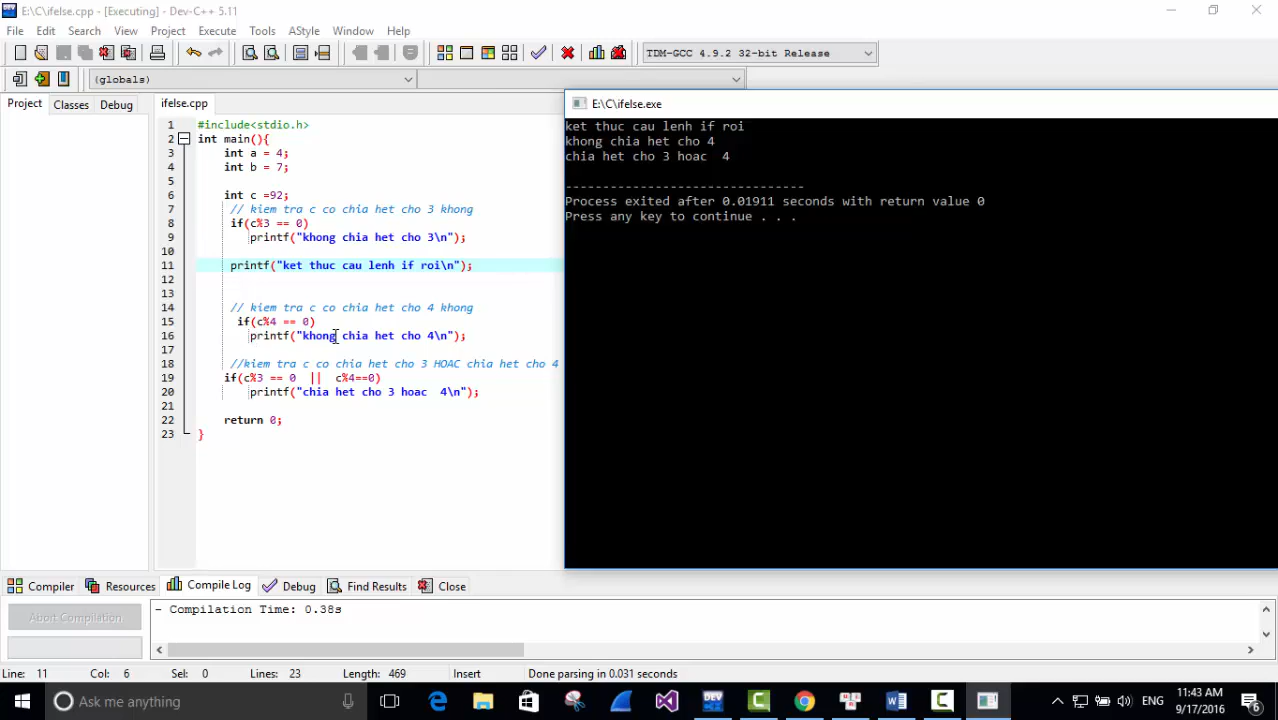 E:\C\ifelse.cpp - [Executing] - Dev-C++ 5.11
File Edit Search View Project Execute Tools AStyle Window Help
TDM-GCC 4.9.2 32-bit Release
(globals)
Project Classes Debug
ifelse.cpp
1 #include<stdio.h>
2 int main(){
3 int a = 4;
4 int b = 7;
5
6 int c =92;
7 // kiem tra c co chia het cho 3 khong
8 if(c%3 == 0)
9 printf("khong chia het cho 3\n");
10
11 printf("ket thuc cau lenh if roi\n");
12
13
14 // kiem tra c co chia het cho 4 khong
15 if(c%4 == 0)
16 printf("khong chia het cho 4\n");
17
18 //kiem tra c co chia het cho 3 HOAC chia het cho 4
19 if(c%3 == 0 || c%4==0)
20 printf("chia het cho 3 hoac 4\n");
21
22 return 0;
23 }
E:\C\ifelse.exe
ket thuc cau lenh if roi
khong chia het cho 4
chia het cho 3 hoac 4
--------------------------------
Process exited after 0.01911 seconds with return value 0
Press any key to continue . . .
Compiler Resources Compile Log Debug Find Results Close
Abort Compilation
- Compilation Time: 0.38s
Line: 11 Col: 6 Sel: 0 Lines: 23 Length: 469 Insert Done parsing in 0.031 seconds
Ask me anything
DEV
ENG
11:43 AM
9/17/2016
6